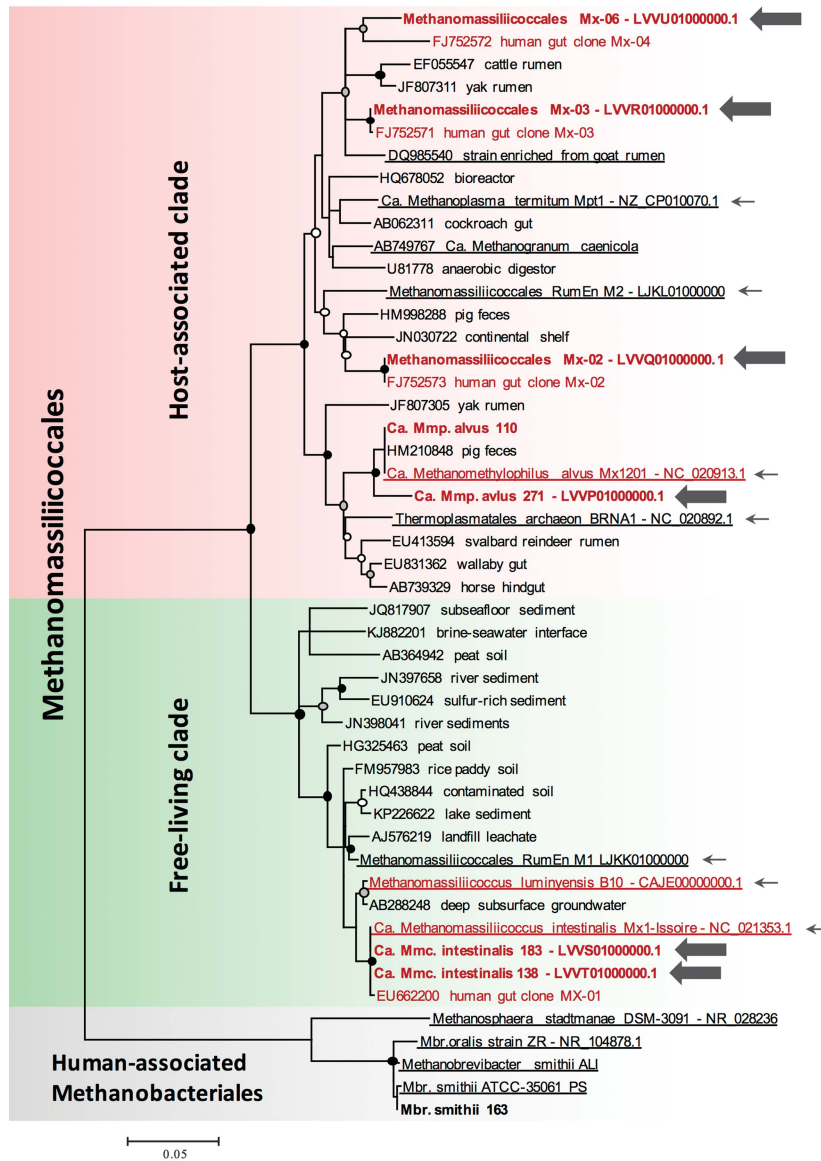 Methanomassiliicoccales Mx-06 - LVVU01000000.1
FJ752572 human gut clone Mx-04
EF055547 cattle rumen
JF807311 yak rumen
Methanomassiliicoccales Mx-03 - LVVR01000000.1
FJ752571 human gut clone Mx-03
DQ985540 strain enriched from goat rumen
HQ678052 bioreactor
Ca. Methanoplasma termitum Mpt1 - NZ_CP010070.1
AB062311 cockroach gut
AB749767 Ca. Methanogranum caenicola
U81778 anaerobic digestor
Methanomassiliicoccales RumEn M2 - LJKL01000000
HM998288 pig feces
JN030722 continental shelf
Methanomassiliicoccales Mx-02 - LVVQ01000000.1
FJ752573 human gut clone Mx-02
JF807305 yak rumen
Ca. Mmp. alvus 110
HM210848 pig feces
Ca. Methanomethylophilus alvus Mx1201 - NC_020913.1
Ca. Mmp. avlus 271 - LVVP01000000.1
Thermoplasmatales archaeon BRNA1 - NC_020892.1
EU413594 svalbard reindeer rumen
EU831362 wallaby gut
AB739329 horse hindgut
Host-associated clade
Methanomassiliicoccales
JQ817907 subseafloor sediment
KJ882201 brine-seawater interface
AB364942 peat soil
JN397658 river sediment
EU910624 sulfur-rich sediment
JN398041 river sediments
HG325463 peat soil
FM957983 rice paddy soil
HQ438844 contaminated soil
KP226622 lake sediment
AJ576219 landfill leachate
Methanomassiliicoccales RumEn M1 LJKK01000000
Methanomassiliicoccus luminyensis B10 - CAJE00000000.1
AB288248 deep subsurface groundwater
Ca. Methanomassiliicoccus intestinalis Mx1-Issoire - NC_021353.1
Ca. Mmc. intestinalis 183 - LVVS01000000.1
Ca. Mmc. intestinalis 138 - LVVT01000000.1
EU662200 human gut clone MX-01
Free-living clade
Methanosphaera stadtmanae DSM-3091 - NR_028236
Mbr.oralis strain ZR - NR_104878.1
Methanobrevibacter smithii ALI
Mbr. smithii ATCC-35061 PS
Mbr. smithii 163
Human-associated
Methanobacteriales
0.05